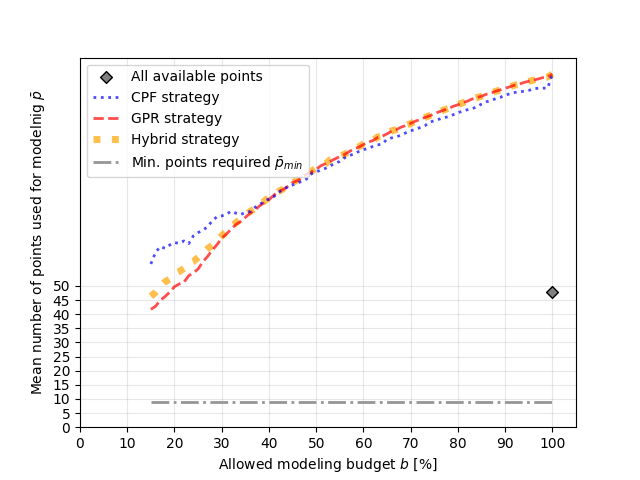 All available points
CPF strategy
GPR strategy
Hybrid strategy
Min. points required p̄min
Mean number of points used for modelnig p̄
50
45
40
35
30
25
20
15
10
5
0
0 10 20 30 40 50 60 70 80 90 100
Allowed modeling budget b [%]